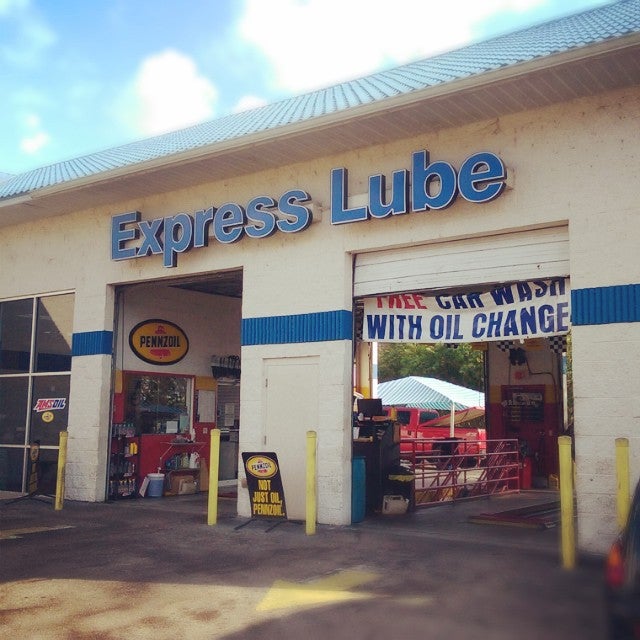 Express Lube
FREE CAR WASH
WITH OIL CHANGE
PENNZOIL
AMSOIL
PENNZOIL
NOT
JUST OIL,
PENNZOIL.